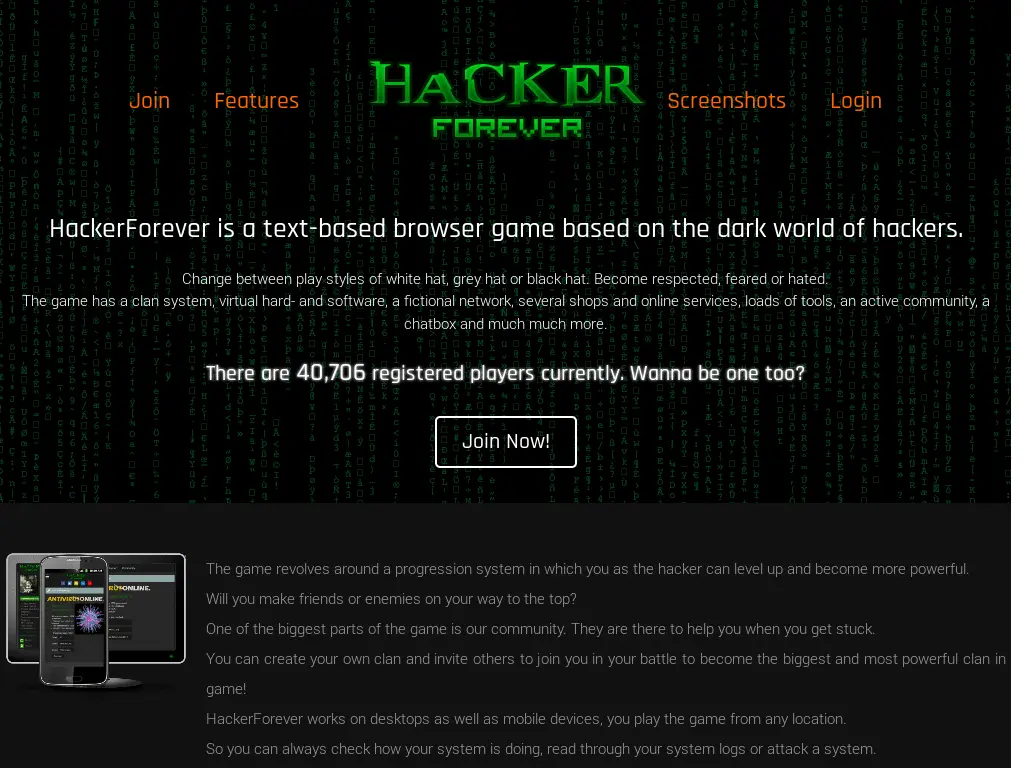 Join
Features
HACKER
FOREVER
Screenshots
Login
HackerForever is a text-based browser game based on the dark world of hackers.
Change between play styles of white hat, grey hat or black hat. Become respected, feared or hated.
The game has a clan system, virtual hard- and software, a fictional network, several shops and online services, loads of tools, an active community, a
chatbox and much much more.
There are 40,706 registered players currently. Wanna be one too?
Join Now!
ANTIVIRUSONLINE.
The game revolves around a progression system in which you as the hacker can level up and become more powerful.
Will you make friends or enemies on your way to the top?
One of the biggest parts of the game is our community. They are there to help you when you get stuck.
You can create your own clan and invite others to join you in your battle to become the biggest and most powerful clan in
game!
HackerForever works on desktops as well as mobile devices, you play the game from any location.
So you can always check how your system is doing, read through your system logs or attack a system.